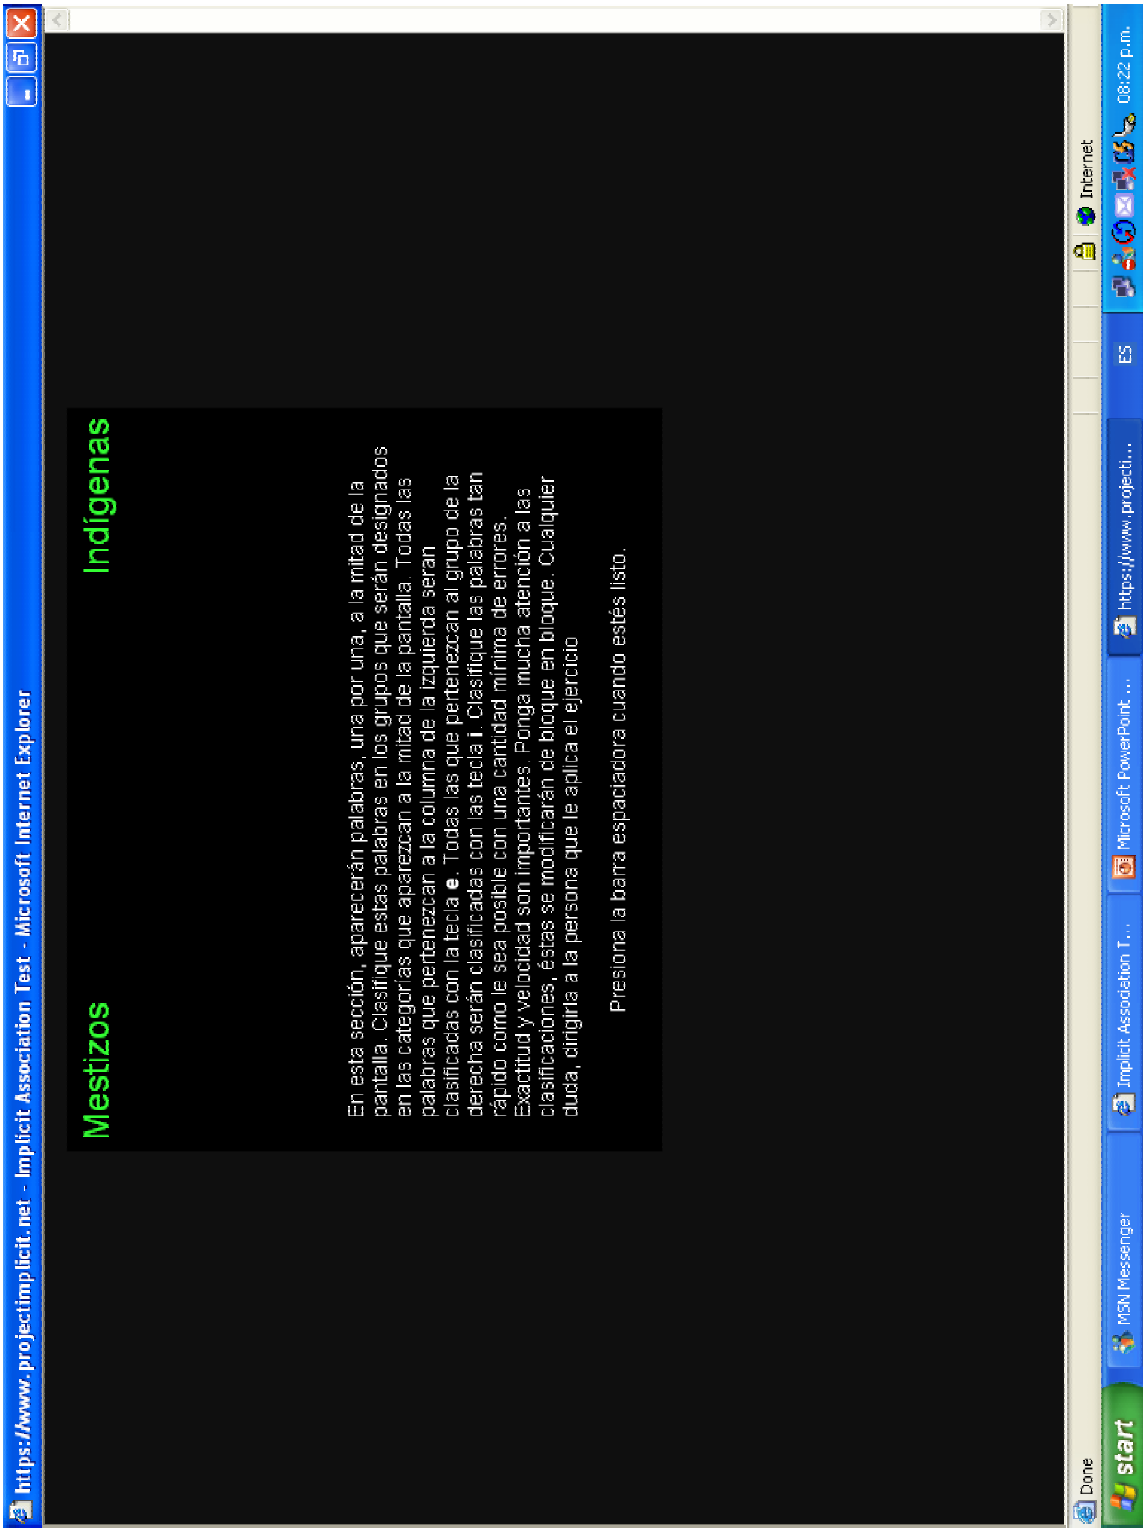 https://www.projectimplicit.net - Implicit Association Test - Microsoft Internet Explorer
Mestizos
Indígenas
En esta sección, aparecerán palabras, una por una, a la mitad de la
pantalla. Clasifique estas palabras en los grupos que serán designados
en las categorías que aparezcan a la mitad de la pantalla. Todas las
palabras que pertenezcan a la columna de la izquierda seran
clasificadas con la tecla e. Todas las que pertenezcan al grupo de la
derecha serán clasificadas con las tecla i. Clasifique las palabras tan
rápido como le sea posible con una cantidad mínima de errores.
Exactitud y velocidad son importantes. Ponga mucha atención a las
clasificaciones, éstas se modificarán de bloque en bloque. Cualquier
duda, dirigirla a la persona que le aplica el ejercicio
Presiona la barra espaciadora cuando estés listo.
Done
Internet
start
MSN Messenger
Implicit Association T...
Microsoft PowerPoint ...
https://www.projecti...
ES
08:22 p.m.